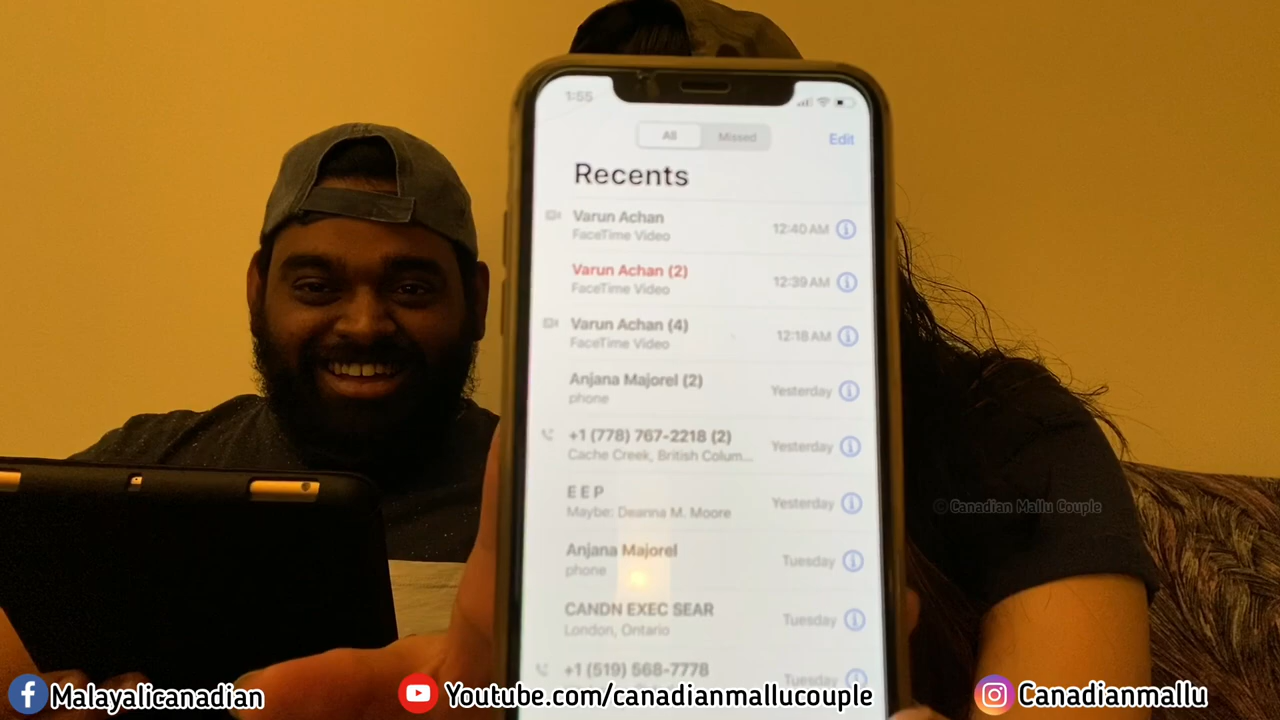 1:55
All Missed
Edit
Recents
Varun Achan
FaceTime Video
12:40 AM
Varun Achan (2)
FaceTime Video
12:39 AM
Varun Achan (4)
FaceTime Video
12:18 AM
Anjana Majorel (2)
phone
Yesterday
+1 (778) 767-2218 (2)
Cache Creek, British Colum...
Yesterday
E E P
Maybe: Deanna M. Moore
Yesterday
Anjana Majorel
phone
Tuesday
CANDN EXEC SEAR
London, Ontario
Tuesday
+1 (519) 568-7778
Tuesday
© Canadian Mallu Couple
Malayalicanadian
Youtube.com/canadianmallucouple
Canadianmallu